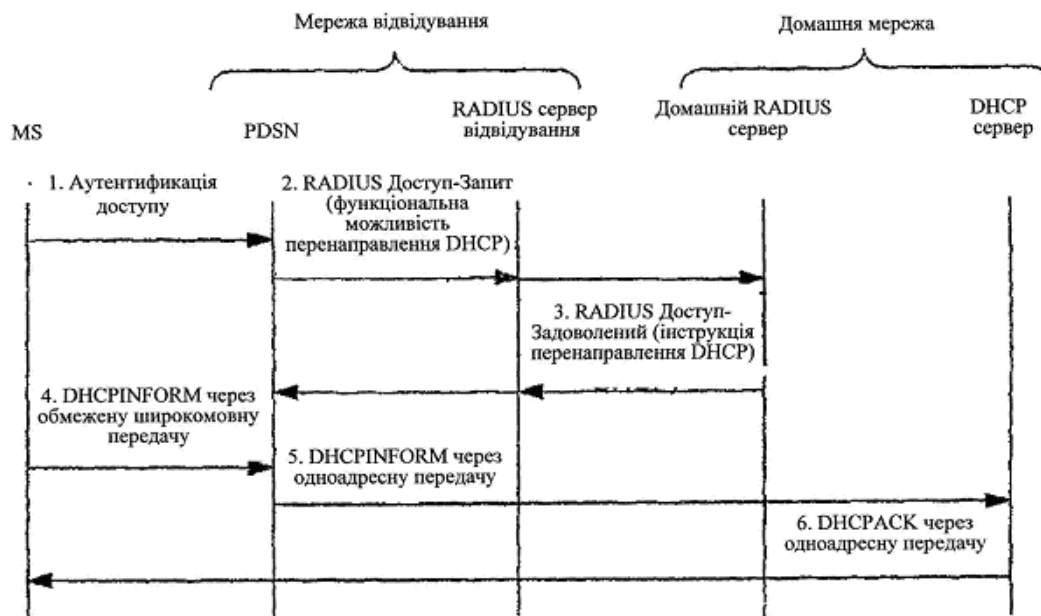 Мережа відвідування
Домашня мережа
MS
PDSN
RADIUS сервер
відвідування
Домашній RADIUS
сервер
DHCP
сервер
1. Аутентификація
доступу
2. RADIUS Доступ-Запит
(функціональна
можливість
перенаправлення DHCP)
3. RADIUS Доступ-
Задоволений (інструкція
перенаправлення DHCP)
4. DHCPINFORM через
обмежену широкомовну
передачу
5. DHCPINFORM через
одноадресну передачу
6. DHCPACK через
одноадресну передачу